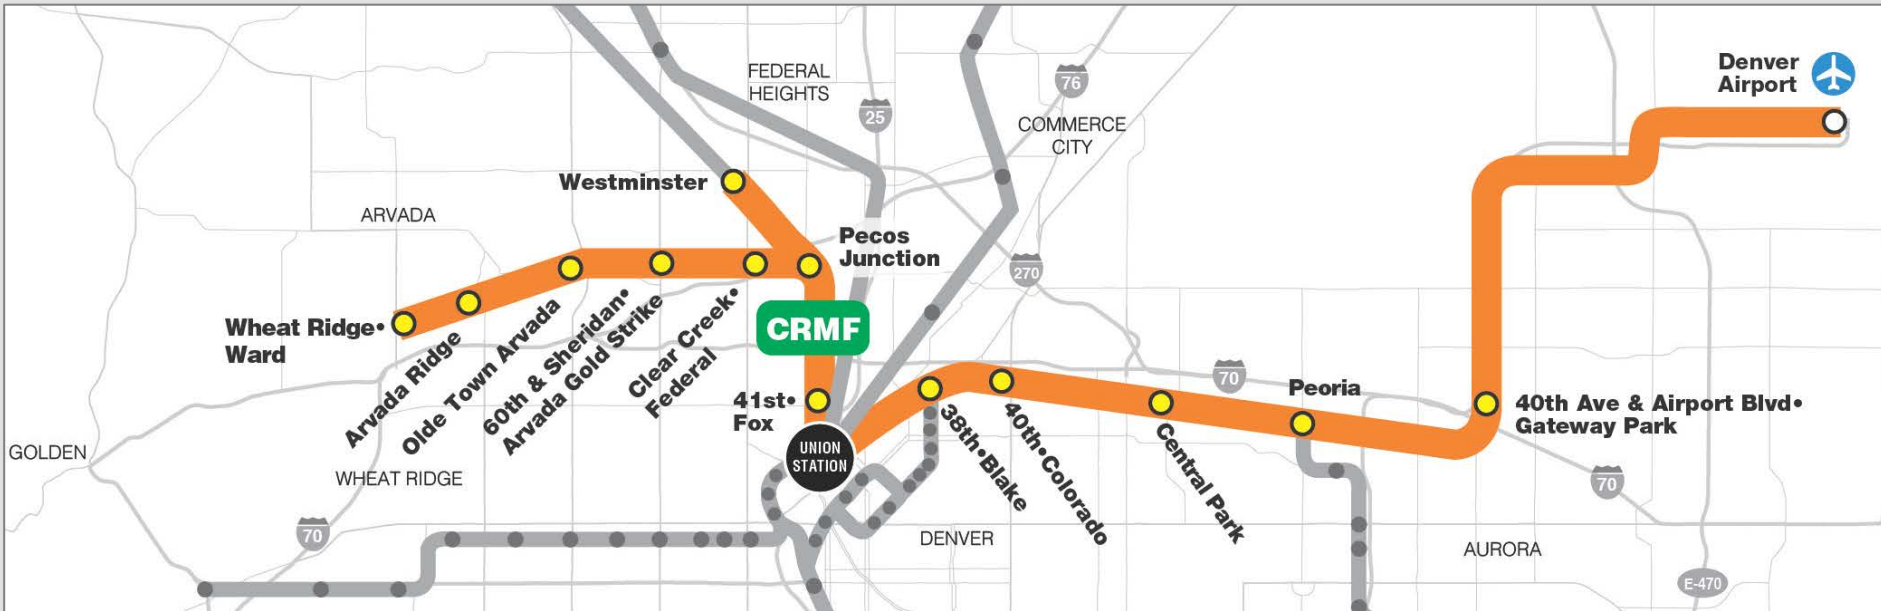 FEDERAL
HEIGHTS
25
76
COMMERCE
CITY
Denver
Airport
Westminster
ARVADA
Pecos
Junction
270
Wheat Ridge•
Ward
Arvada Ridge
Olde Town Arvada
60th & Sheridan•
Arvada Gold Strike
Clear Creek•
Federal
CRMF
41st•
Fox
UNION
STATION
38th•Blake
40th•Colorado
Central Park
70
Peoria
40th Ave & Airport Blvd•
Gateway Park
GOLDEN
WHEAT RIDGE
70
70
DENVER
AURORA
E-470